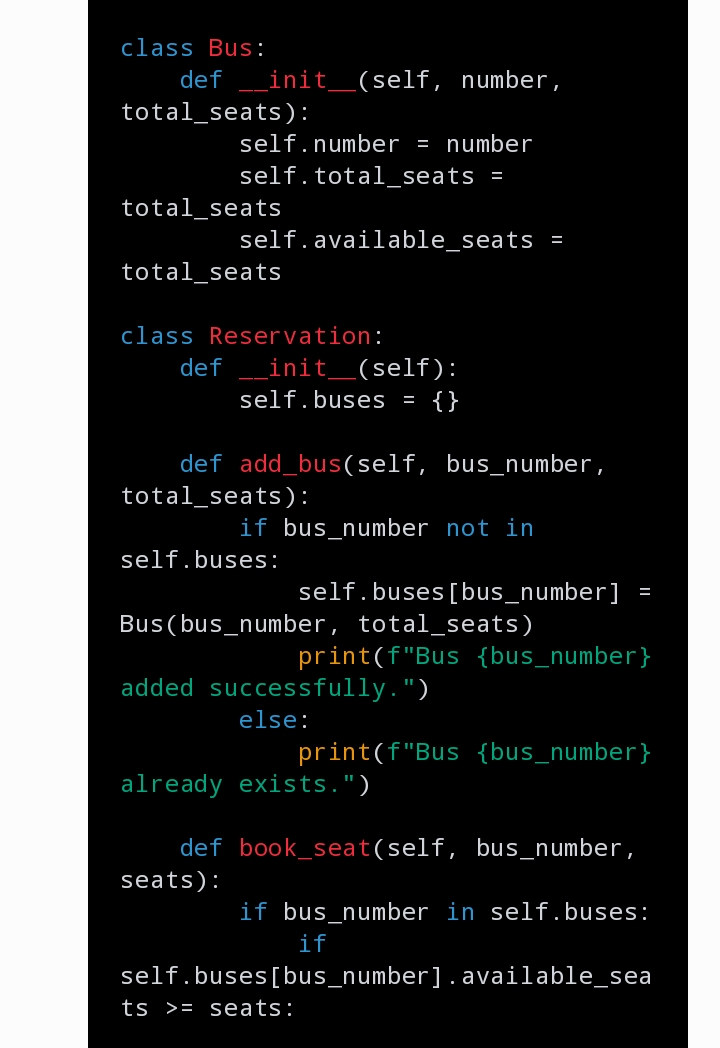 class Bus:
    def __init__(self, number,
total_seats):
        self.number = number
        self.total_seats =
total_seats
        self.available_seats =
total_seats

class Reservation:
    def __init__(self):
        self.buses = {}

    def add_bus(self, bus_number,
total_seats):
        if bus_number not in
self.buses:
            self.buses[bus_number] =
Bus(bus_number, total_seats)
            print(f"Bus {bus_number}
added successfully.")
        else:
            print(f"Bus {bus_number}
already exists.")

    def book_seat(self, bus_number,
seats):
        if bus_number in self.buses:
            if
self.buses[bus_number].available_sea
ts >= seats: